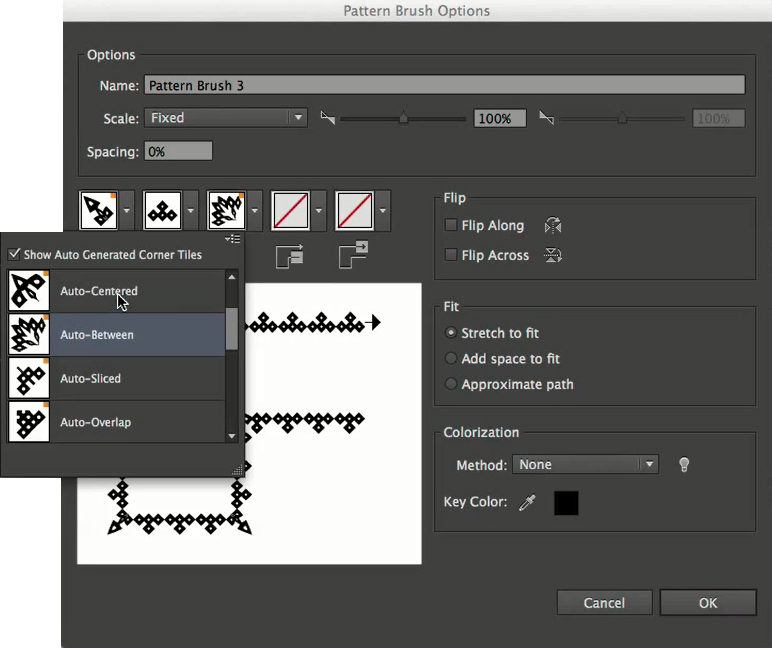 Pattern Brush Options
Options
Name: Pattern Brush 3
Scale: Fixed 100% 100%
Spacing: 0%
Show Auto Generated Corner Tiles
Auto-Centered
Auto-Between
Auto-Sliced
Auto-Overlap
Flip
Flip Along
Flip Across
Fit
Stretch to fit
Add space to fit
Approximate path
Colorization
Method: None
Key Color:
Cancel OK